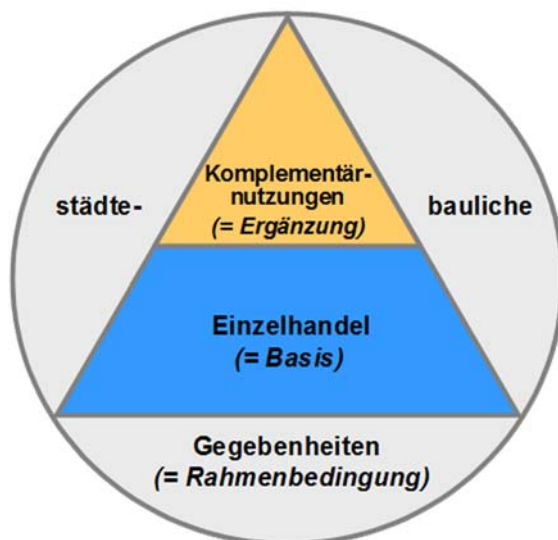 Komplementär-
nutzungen
(= Ergänzung)
städte- bauliche
Einzelhandel
(= Basis)
Gegebenheiten
(= Rahmenbedingung)